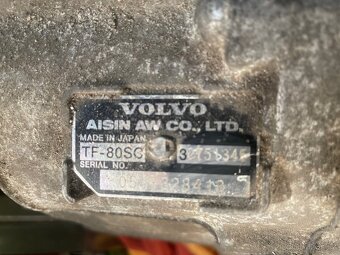 VOLVO
AISIN AW CO., LTD.
MADE IN JAPAN
TF-80SC
SERIAL NO.